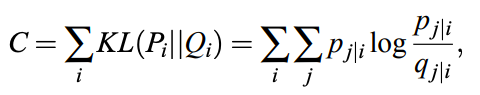 C = ∑_i KL(P_i||Q_i) = ∑_i ∑_j p_{j|i} log \frac{p_{j|i}}{q_{j|i}},